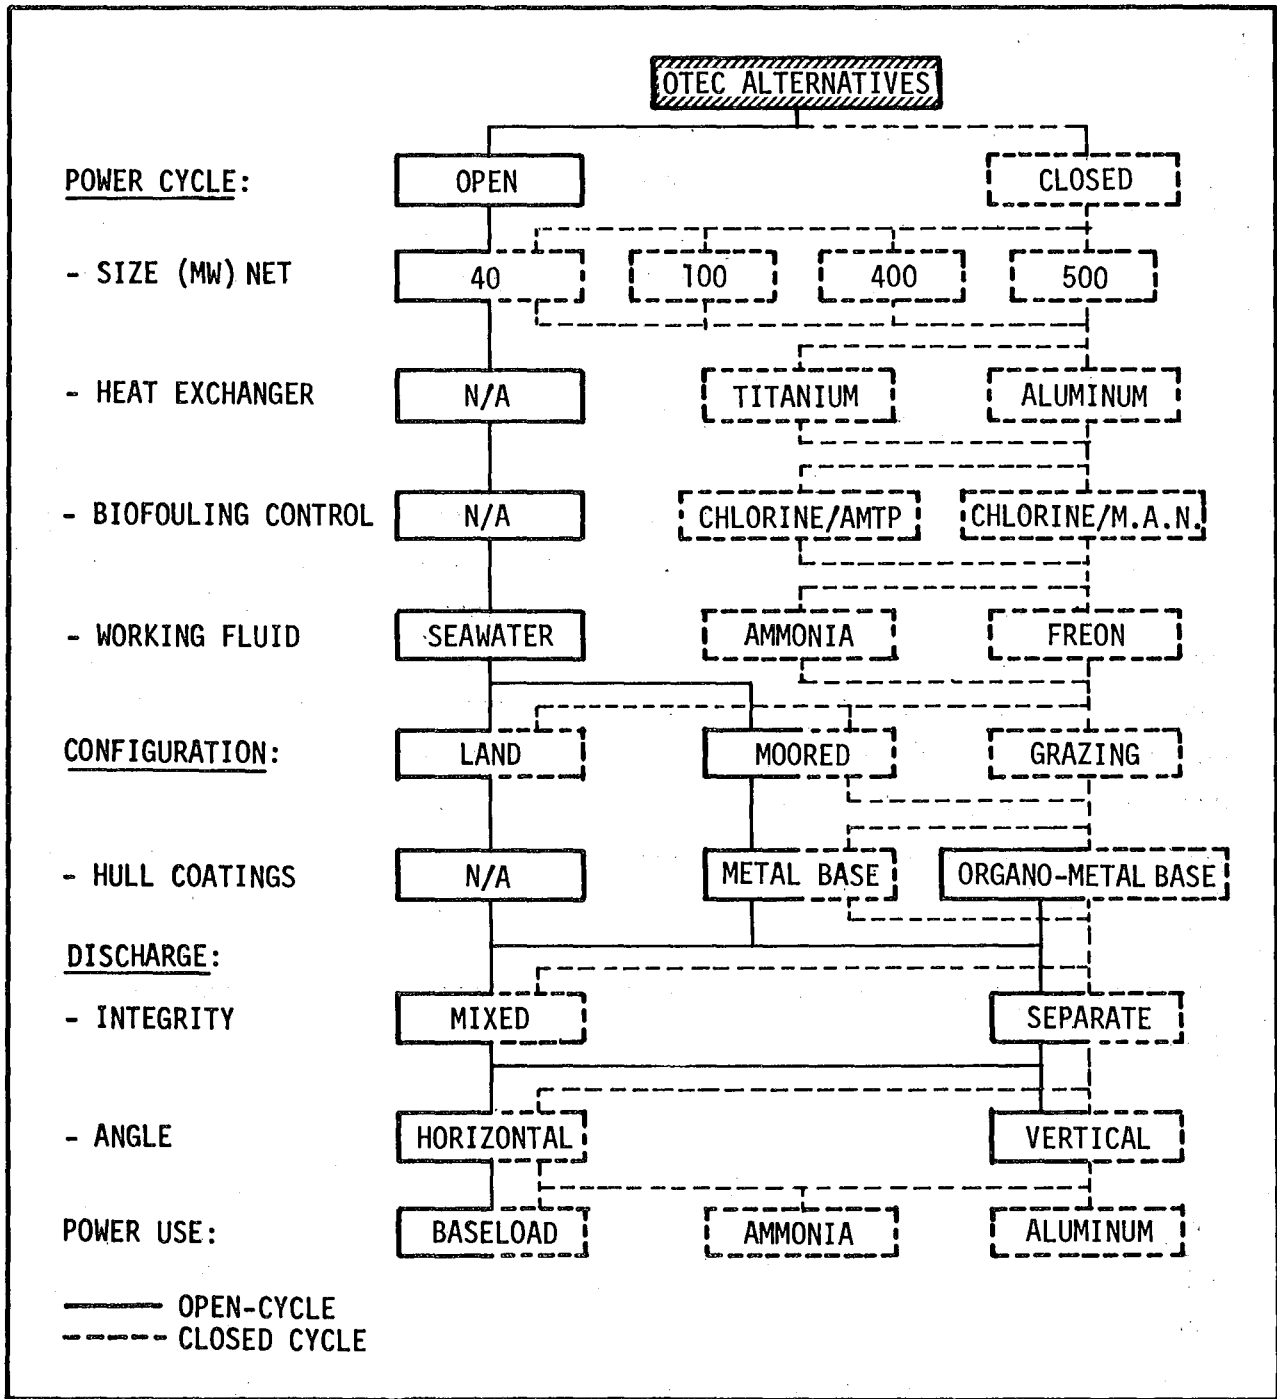 OTEC ALTERNATIVES
POWER CYCLE: OPEN CLOSED
- SIZE (MW) NET 40 100 400 500
- HEAT EXCHANGER N/A TITANIUM ALUMINUM
- BIOFOULING CONTROL N/A CHLORINE/AMTP CHLORINE/M.A.N.
- WORKING FLUID SEAWATER AMMONIA FREON
CONFIGURATION: LAND MOORED GRAZING
- HULL COATINGS N/A METAL BASE ORGANO-METAL BASE
DISCHARGE:
- INTEGRITY MIXED SEPARATE
- ANGLE HORIZONTAL VERTICAL
POWER USE: BASELOAD AMMONIA ALUMINUM
OPEN-CYCLE
CLOSED CYCLE